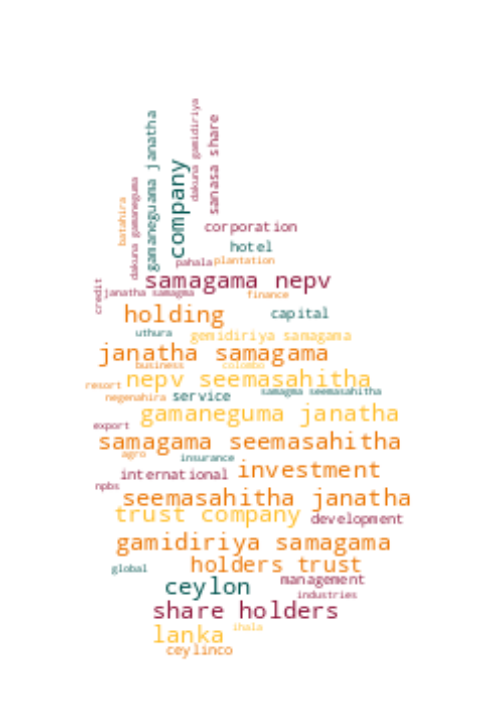 dakuna gamidiriya
gamaneguama janatha
sanasa share
company
dakuna gamaneguma
batahira
corporation
hotel
pahala
plantation
samagama nepv
credit
janatha samagma
finance
holding
capital
uthura
gemidiriya samagama
janatha samagama
business
colombo
nepv seemasahitha
resort
negenahira
service
samagma seemasahitha
gamaneguma janatha
export
samagama seemasahitha
agro
insurance
international
investment
npbs
seemasahitha janatha
trust company
development
gamidiriya samagama
holders trust
global
ceylon
management
industries
share holders
lanka
ihala
ceylinco